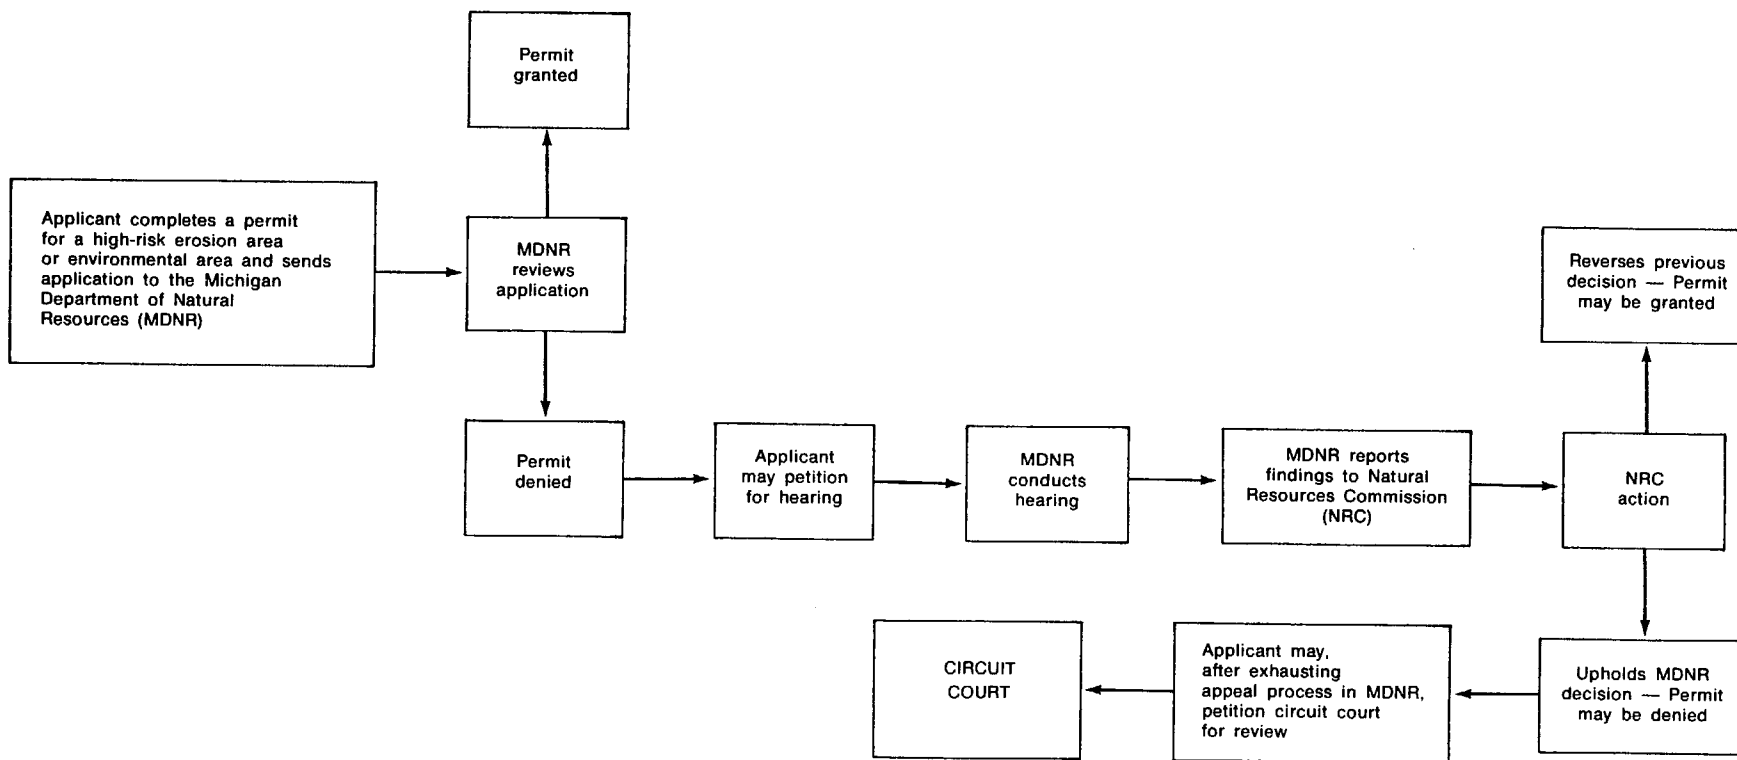 Permit
granted
Applicant completes a permit
for a high-risk erosion area
or environmental area and sends
application to the Michigan
Department of Natural
Resources (MDNR)
MDNR
reviews
application
Reverses previous
decision — Permit
may be granted
Permit
denied
Applicant
may petition
for hearing
MDNR
conducts
hearing
MDNR reports
findings to Natural
Resources Commission
(NRC)
NRC
action
Upholds MDNR
decision — Permit
may be denied
Applicant may,
after exhausting
appeal process in MDNR,
petition circuit court
for review
CIRCUIT
COURT